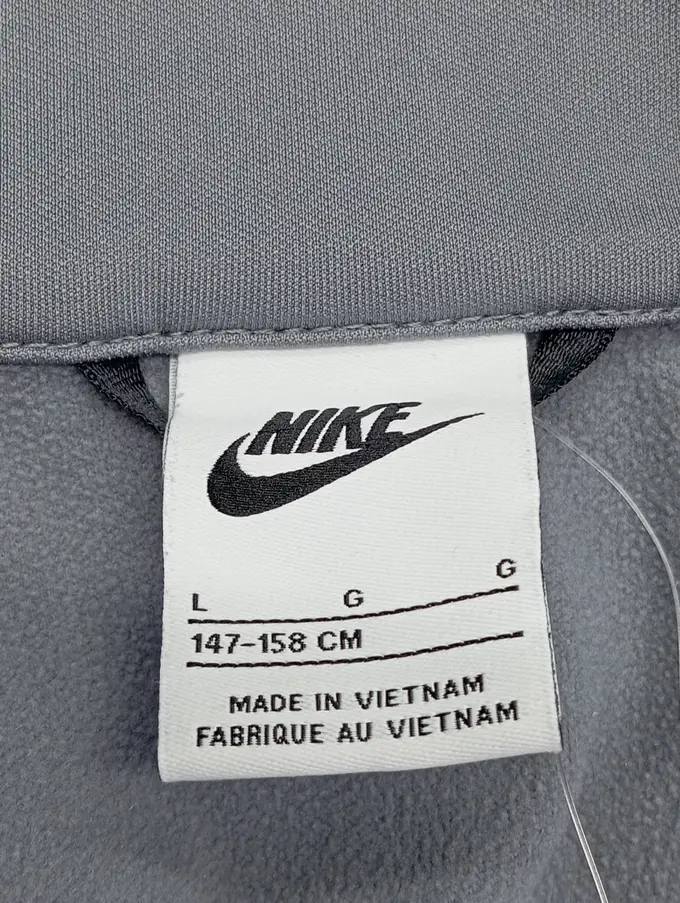 NIKE
L G G
147-158 CM
MADE IN VIETNAM
FABRIQUE AU VIETNAM